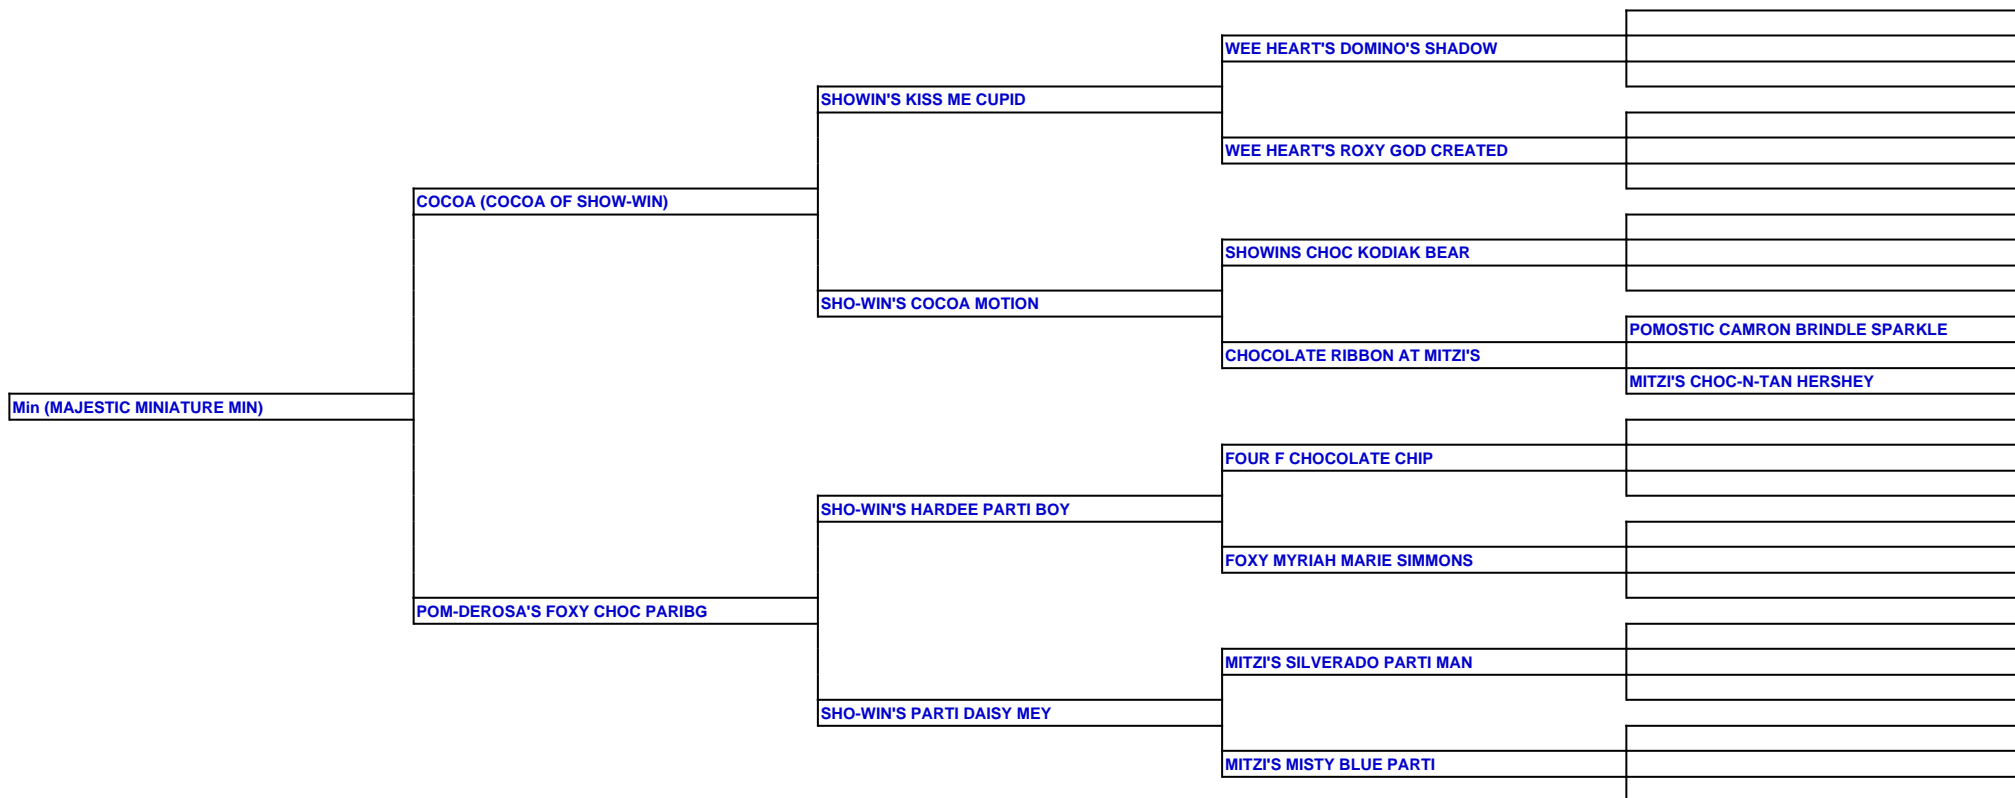 WEE HEART'S DOMINO'S SHADOW
SHOWIN'S KISS ME CUPID
WEE HEART'S ROXY GOD CREATED
COCOA (COCOA OF SHOW-WIN)
SHOWINS CHOC KODIAK BEAR
SHO-WIN'S COCOA MOTION
POMOSTIC CAMRON BRINDLE SPARKLE
CHOCOLATE RIBBON AT MITZI'S
MITZI'S CHOC-N-TAN HERSHEY
Min (MAJESTIC MINIATURE MIN)
FOUR F CHOCOLATE CHIP
SHO-WIN'S HARDEE PARTI BOY
FOXY MYRIAH MARIE SIMMONS
POM-DEROSA'S FOXY CHOC PARIBG
MITZI'S SILVERADO PARTI MAN
SHO-WIN'S PARTI DAISY MEY
MITZI'S MISTY BLUE PARTI